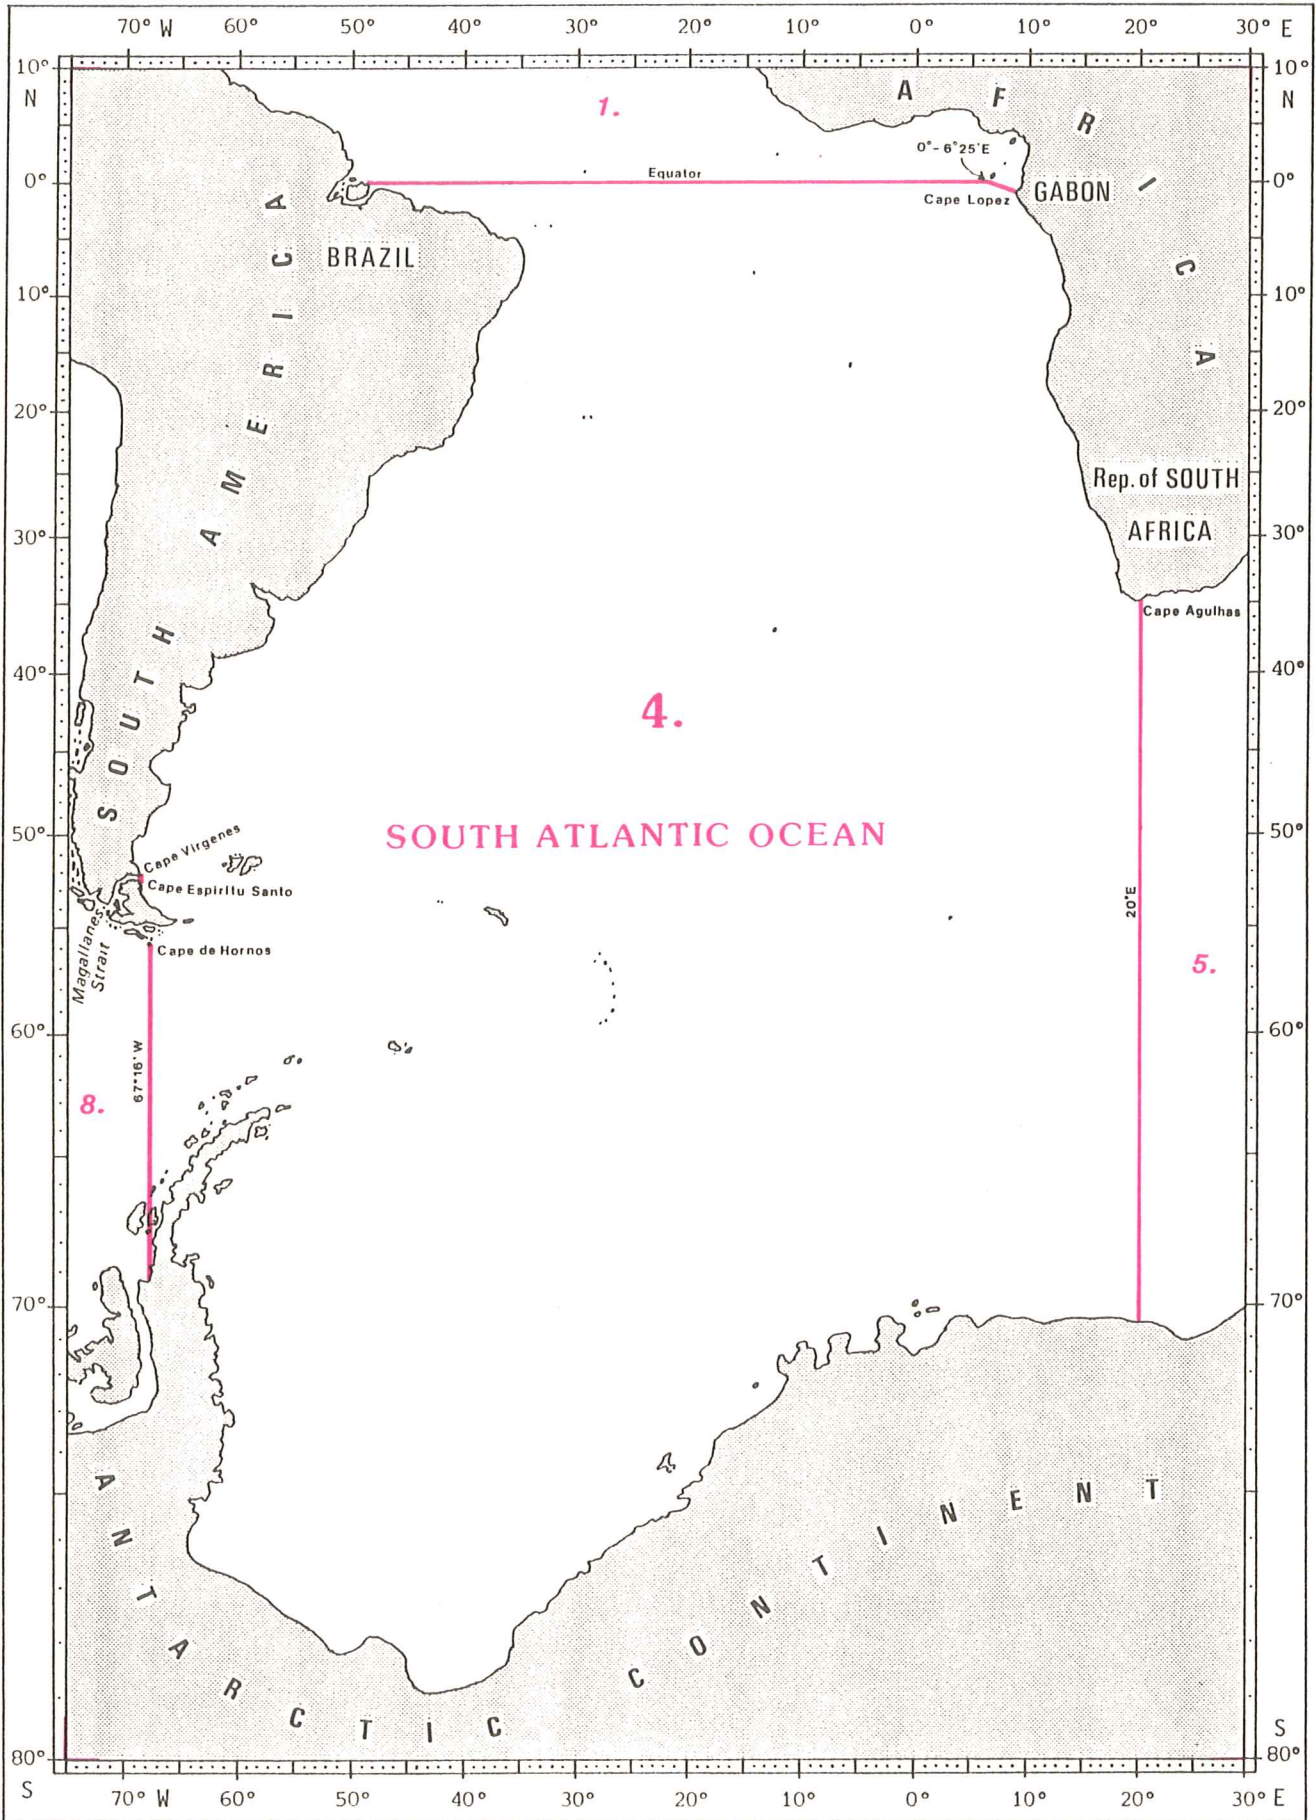 70° W 60° 50° 40° 30° 20° 10° 0° 10° 20° 30° E
10° 10°
N N
1.
AFRICA
0°-6°25'E
0° Equator 0°
Cape Lopez GABON
BRAZIL
SOUTH AMERICA
10° 10°
20° 20°
Rep. of SOUTH
AFRICA
30° 30°
Cape Agulhas
40° 40°
4.
SOUTH ATLANTIC OCEAN
50° 50°
Cape Virgenes
Cape Espiritu Santo
Magallanes
Strait
Cape de Hornos
20°E
5.
60° 60°
67°16' W
8.
70° 70°
ANTARCTIC CONTINENT
80° 80°
S S
70° W 60° 50° 40° 30° 20° 10° 0° 10° 20° 30° E